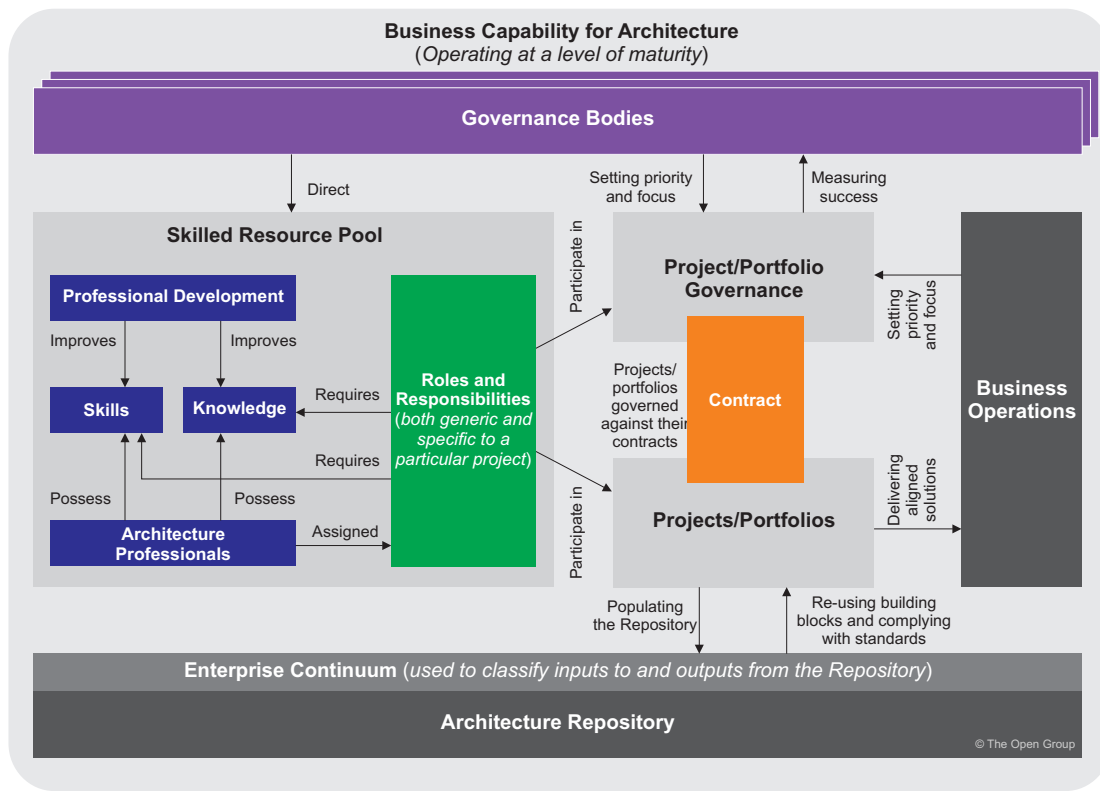 Business Capability for Architecture
(Operating at a level of maturity)
Governance Bodies
Direct
Setting priority
and focus
Measuring
success
Skilled Resource Pool
Professional Development
Improves
Improves
Skills
Knowledge
Requires
Requires
Possess
Possess
Architecture
Professionals
Assigned
Roles and
Responsibilities
(both generic and
specific to a
particular project)
Participate in
Participate in
Project/Portfolio
Governance
Projects/
portfolios
governed
against their
contracts
Contract
Projects/Portfolios
Setting
priority
and focus
Delivering
aligned
solutions
Business
Operations
Populating
the Repository
Re-using building
blocks and complying
with standards
Enterprise Continuum (used to classify inputs to and outputs from the Repository)
Architecture Repository
© The Open Group